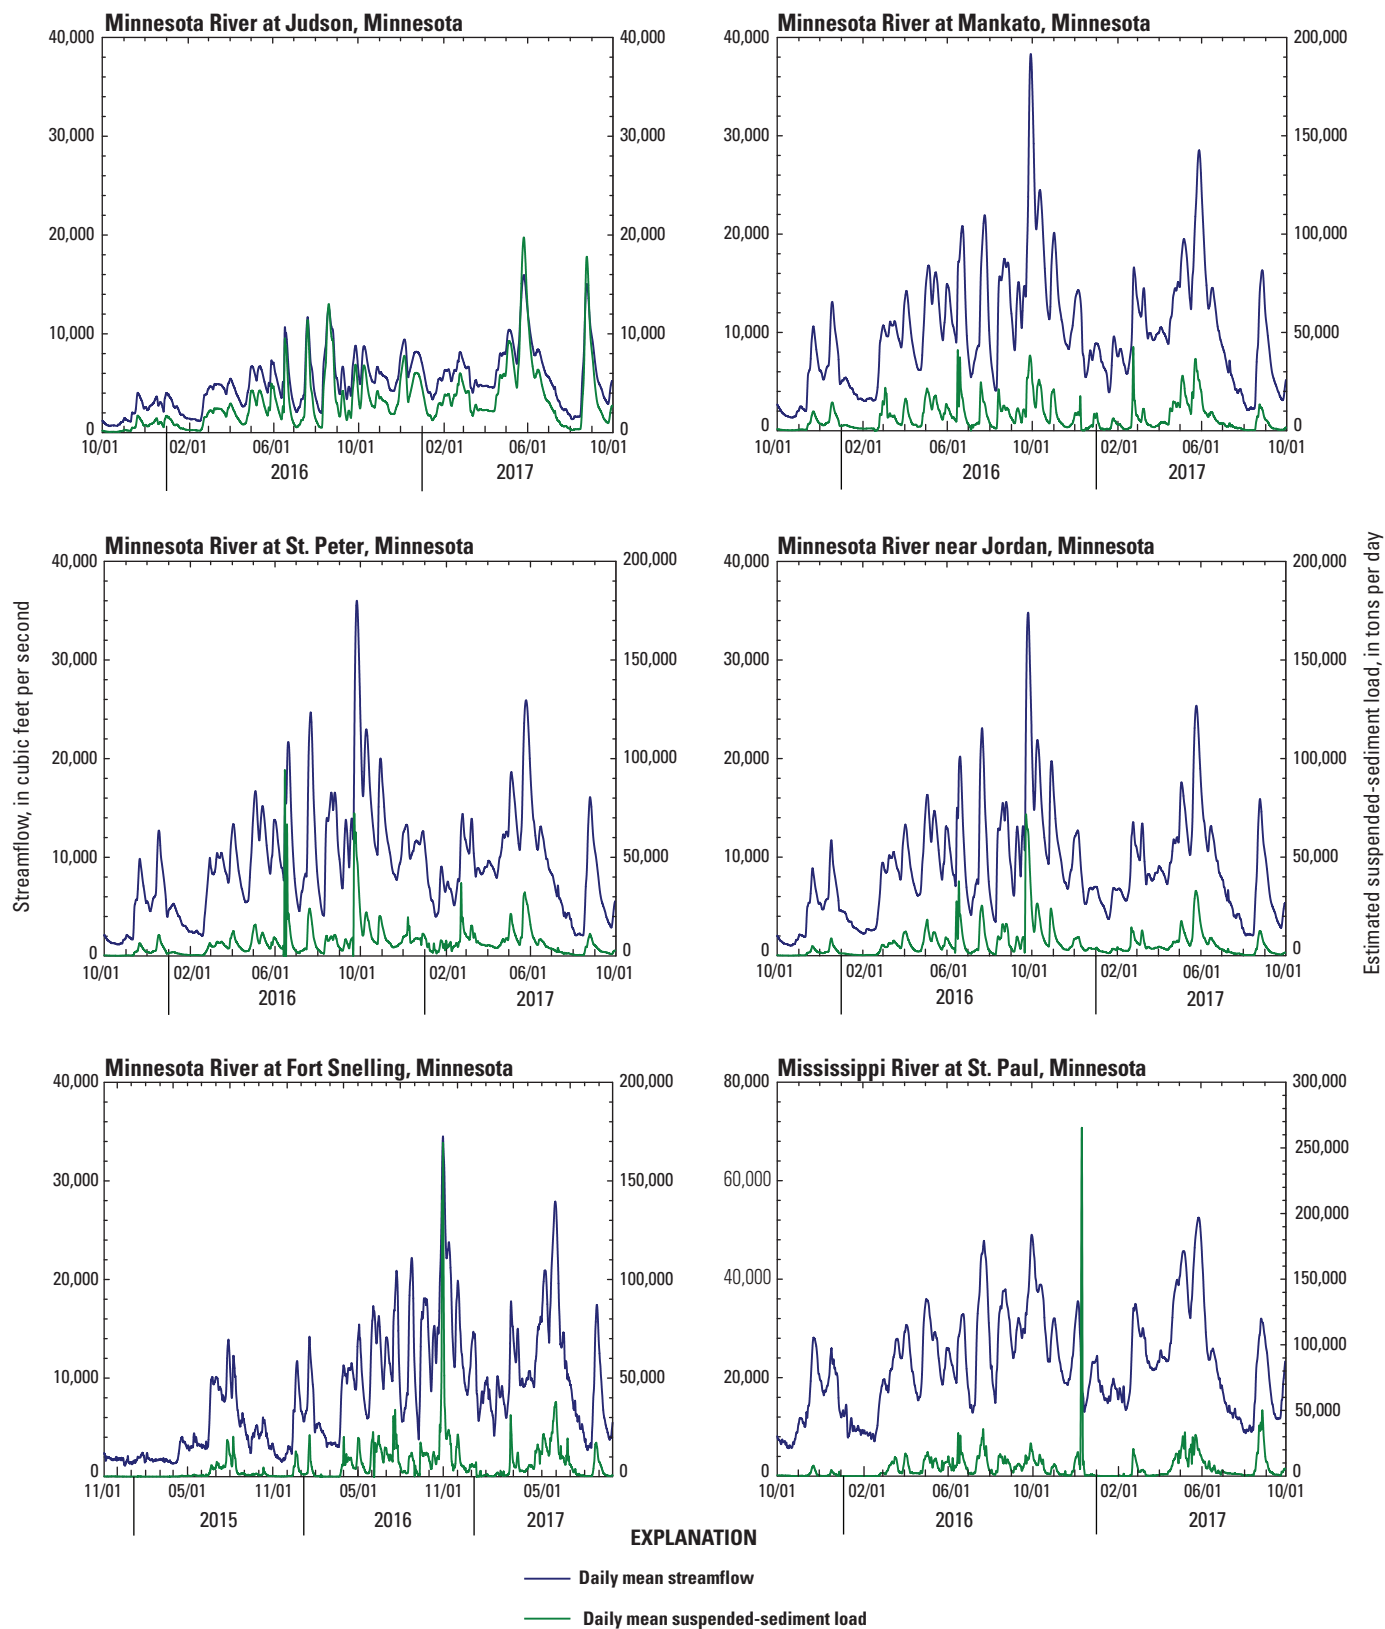 Minnesota River at Judson, Minnesota
40,000 40,000
30,000 30,000
20,000 20,000
10,000 10,000
0 0
10/01 02/01 06/01 10/01 02/01 06/01 10/01
2016 2017
Minnesota River at Mankato, Minnesota
40,000 200,000
30,000 150,000
20,000 100,000
10,000 50,000
0 0
10/01 02/01 06/01 10/01 02/01 06/01 10/01
2016 2017
Minnesota River at St. Peter, Minnesota
40,000 200,000
30,000 150,000
20,000 100,000
10,000 50,000
0 0
10/01 02/01 06/01 10/01 02/01 06/01 10/01
2016 2017
Minnesota River near Jordan, Minnesota
40,000 200,000
30,000 150,000
20,000 100,000
10,000 50,000
0 0
10/01 02/01 06/01 10/01 02/01 06/01 10/01
2016 2017
Streamflow, in cubic feet per second
Estimated suspended-sediment load, in tons per day
Minnesota River at Fort Snelling, Minnesota
40,000 200,000
30,000 150,000
20,000 100,000
10,000 50,000
0 0
11/01 05/01 11/01 05/01 11/01 05/01
2015 2016 2017
Mississippi River at St. Paul, Minnesota
80,000 300,000
250,000
60,000
200,000
40,000 150,000
100,000
20,000
50,000
0 0
10/01 02/01 06/01 10/01 02/01 06/01 10/01
2016 2017
EXPLANATION
Daily mean streamflow
Daily mean suspended-sediment load